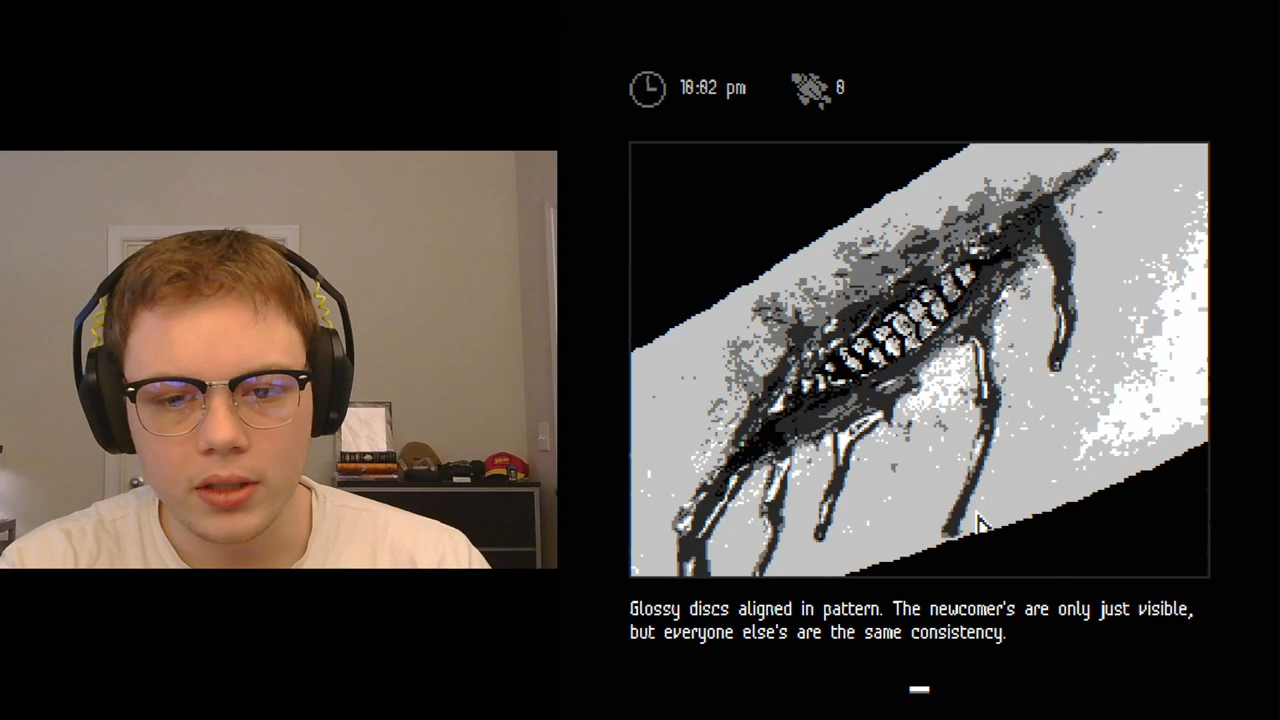 10:02 pm 0
Glossy discs aligned in pattern. The newcomer's are only just visible,
but everyone else's are the same consistency.